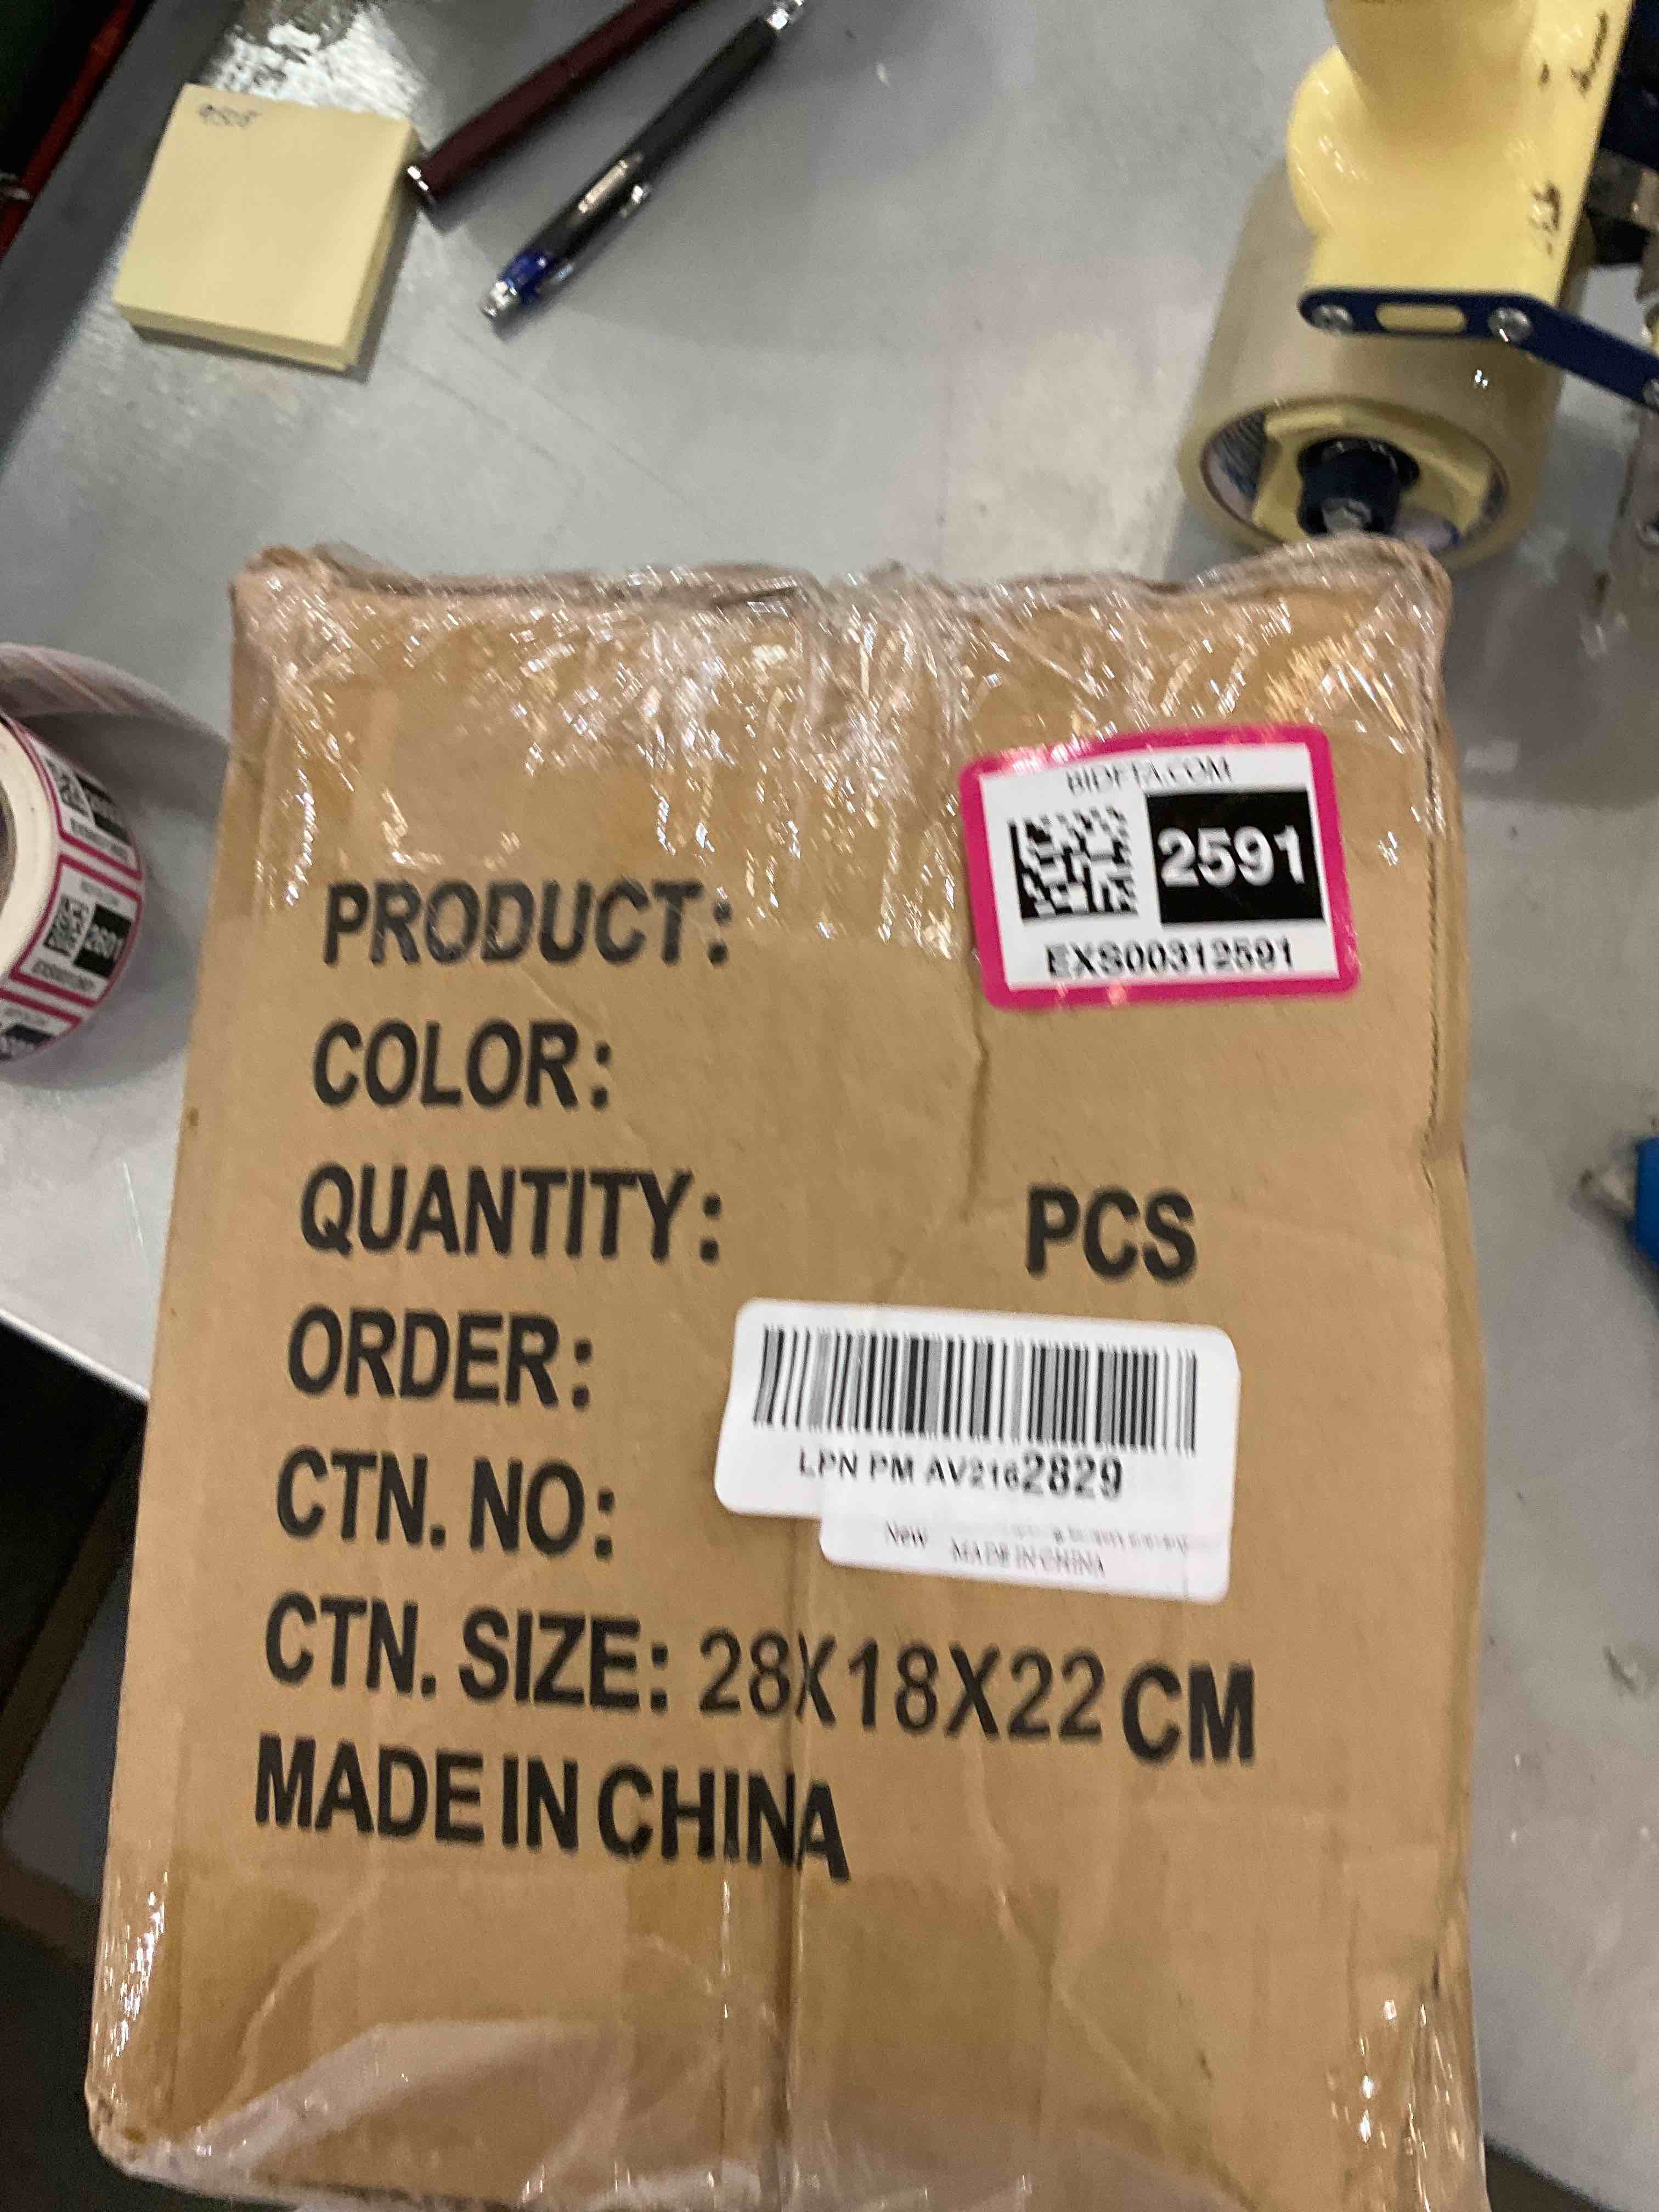 BIDFTA.COM
2591
EXS00312591
PRODUCT:
COLOR:
QUANTITY: PCS
ORDER:
LPN PM AV2162829
CTN. NO:
New
MADE IN CHINA
CTN. SIZE: 28X18X22 CM
MADE IN CHINA
2601